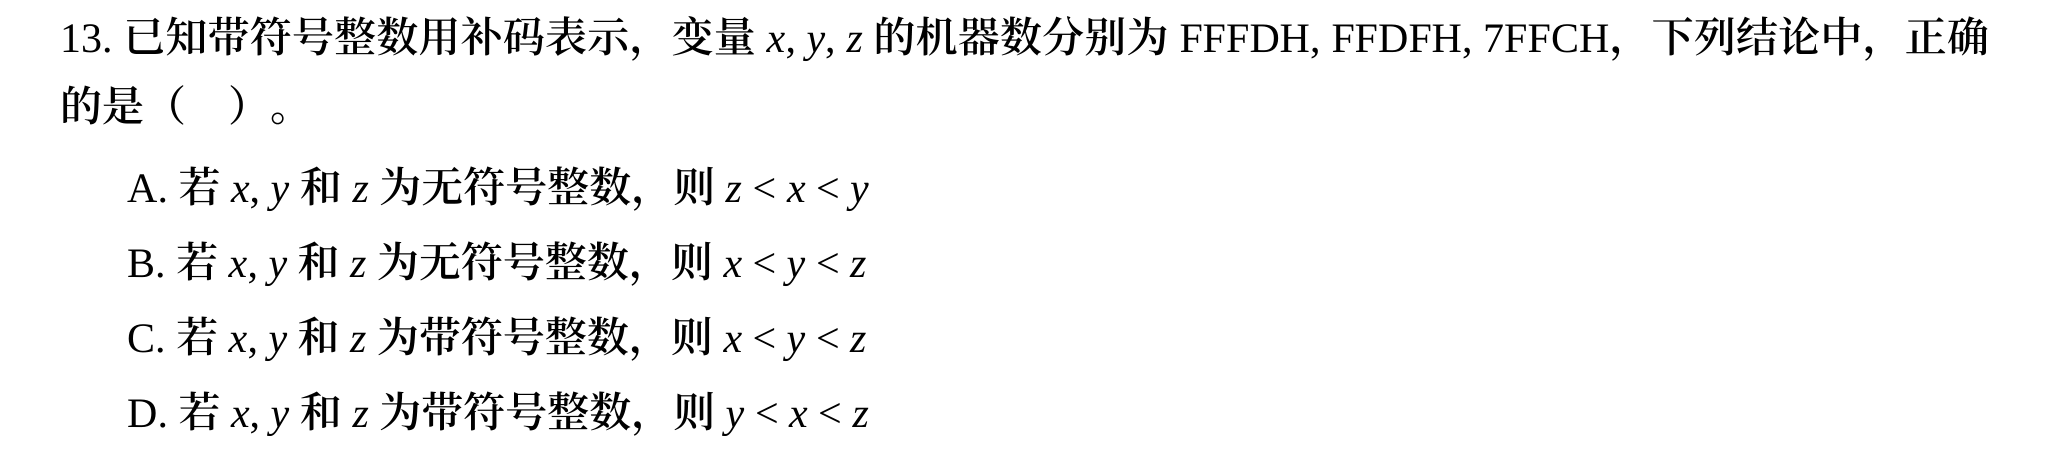 13. 已知带符号整数用补码表示，变量 x, y, z 的机器数分别为 FFFDH, FFDFH, 7FFCH，下列结论中，正确
的是（　）。
A. 若 x, y 和 z 为无符号整数，则 z < x < y
B. 若 x, y 和 z 为无符号整数，则 x < y < z
C. 若 x, y 和 z 为带符号整数，则 x < y < z
D. 若 x, y 和 z 为带符号整数，则 y < x < z